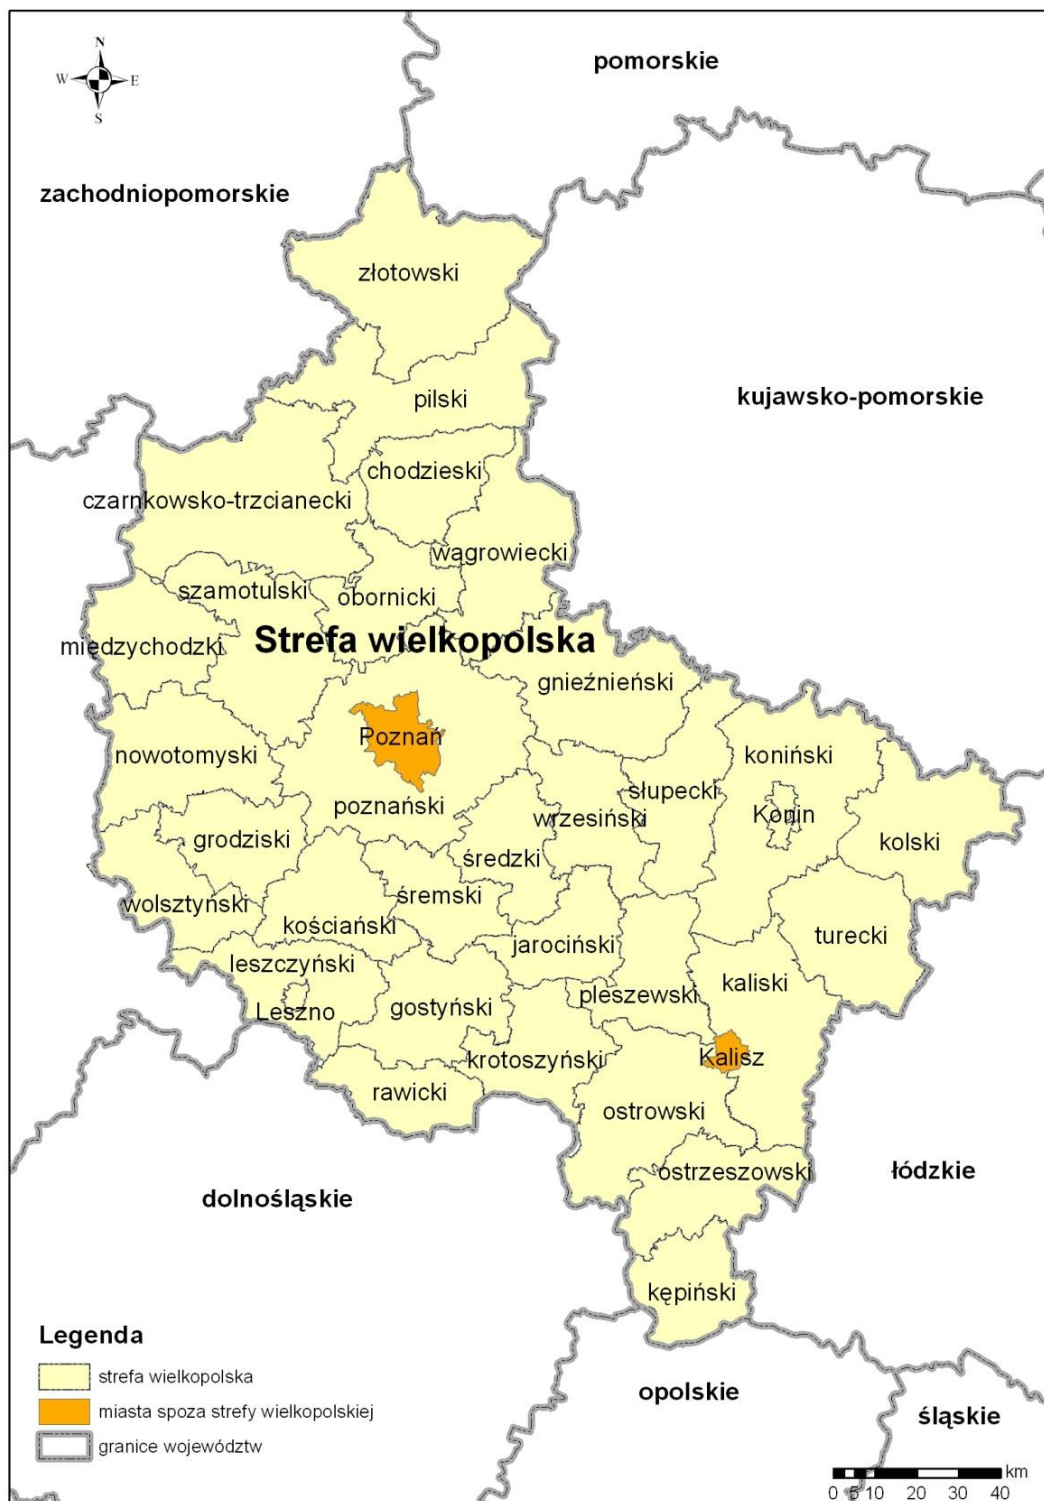 N
W E
S
pomorskie
zachodniopomorskie
złotowski
pilski
kujawsko-pomorskie
chodzieski
czarnkowsko-trzcianecki
wągrowiecki
szamotulski
obornicki
Strefa wielkopolska
międzychodzki
gnieźnieński
Poznań
nowotomyski
koniński
słupecki
poznański
wrzesiński
Konin
grodziski
kolski
średzki
śremski
wolsztyński
kościański
turecki
jarociński
leszczyński
kaliski
pleszewski
gostyński
Leszno
Kalisz
krotoszyński
rawicki
ostrowski
ostrzeszowski
łódzkie
dolnośląskie
kępiński
Legenda
strefa wielkopolska
miasta spoza strefy wielkopolskiej
granice województw
opolskie
śląskie
km
0 5 10 20 30 40